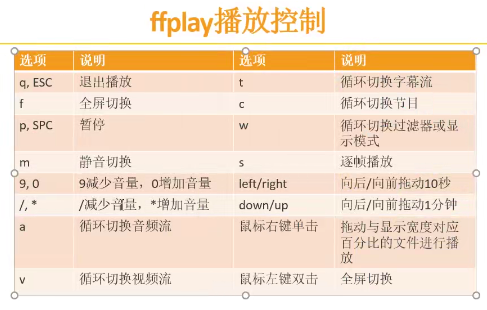 ffplay播放控制
选项 说明 选项 说明
q, ESC 退出播放 t 循环切换字幕流
f 全屏切换 c 循环切换节目
p, SPC 暂停 w 循环切换过滤器或显
示模式
m 静音切换 s 逐帧播放
9, 0 9减少音量，0增加音量 left/right 向后/向前拖动10秒
/, * /减少音量，*增加音量 down/up 向后/向前拖动1分钟
a 循环切换音频流 鼠标右键单击 拖动与显示宽度对应
百分比的文件进行播
放
v 循环切换视频流 鼠标左键双击 全屏切换